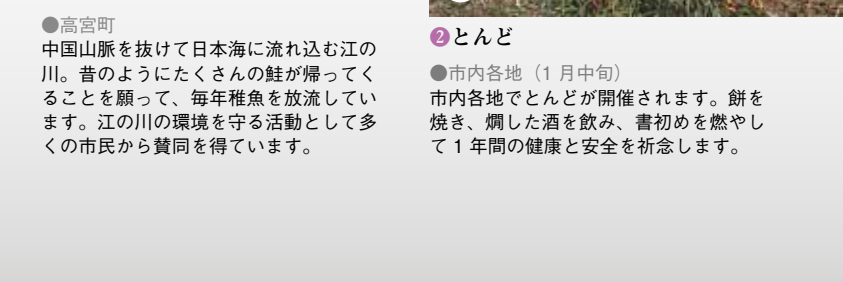 ●高宮町
中国山脈を抜けて日本海に流れ込む江の
川。昔のようにたくさんの鮭が帰ってく
ることを願って、毎年稚魚を放流してい
ます。江の川の環境を守る活動として多
くの市民から賛同を得ています。
❷とんど
●市内各地（1 月中旬）
市内各地でとんどが開催されます。餅を
焼き、燗した酒を飲み、書初めを燃やし
て 1 年間の健康と安全を祈念します。